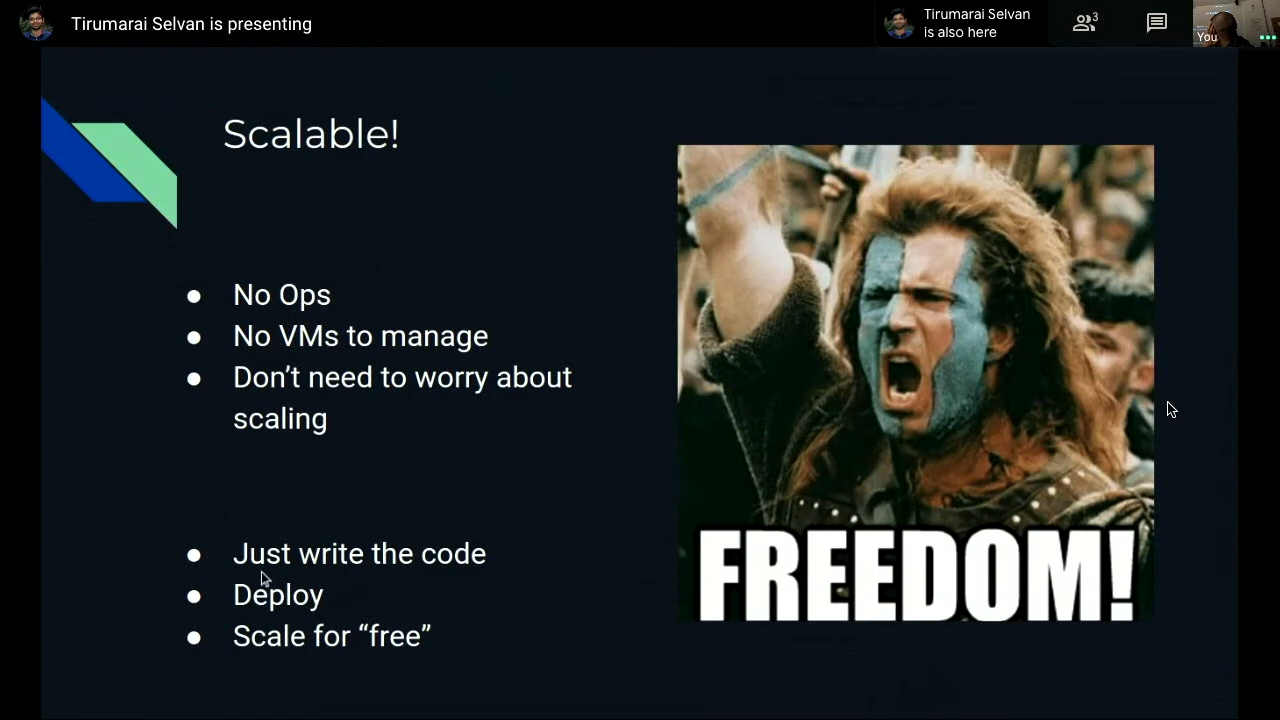 Tirumarai Selvan is presenting
Tirumarai Selvan
is also here
3
You
Scalable!
● No Ops
● No VMs to manage
● Don’t need to worry about
scaling
● Just write the code
● Deploy
● Scale for “free”
FREEDOM!